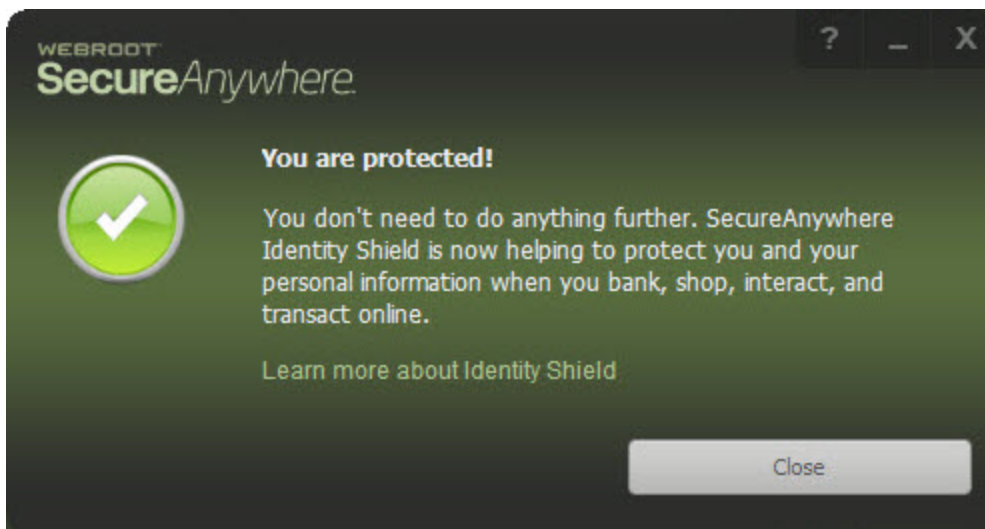 WEBROOT
SecureAnywhere.
? _ X
You are protected!
You don't need to do anything further. SecureAnywhere
Identity Shield is now helping to protect you and your
personal information when you bank, shop, interact, and
transact online.
Learn more about Identity Shield
Close